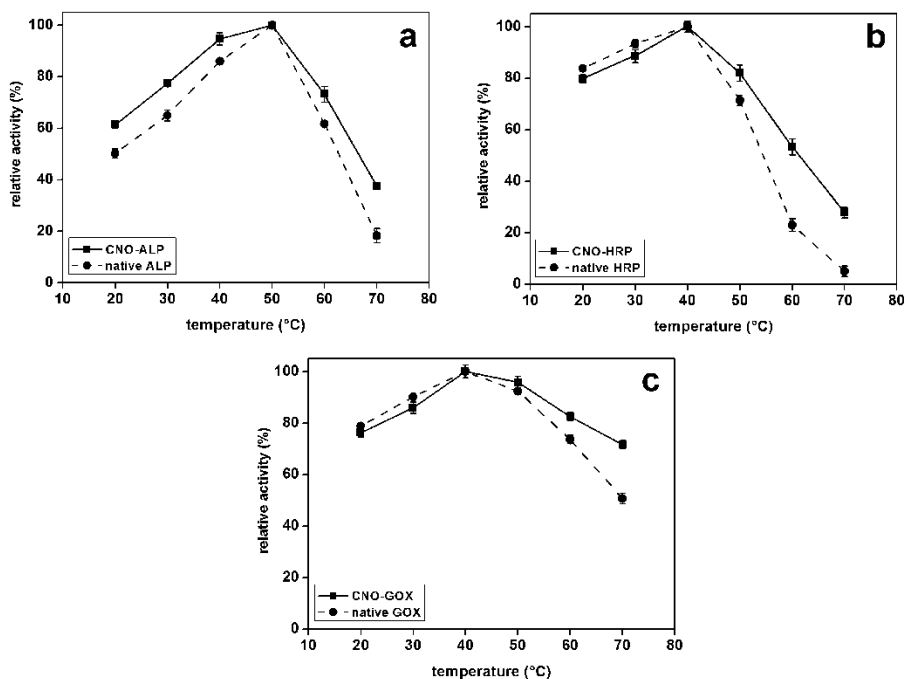 a
100
80
60
40
20
0
relative activity (%)
CNO-ALP
native ALP
10 20 30 40 50 60 70 80
temperature (°C)
b
100
80
60
40
20
0
relative activity (%)
CNO-HRP
native HRP
10 20 30 40 50 60 70 80
temperature (°C)
c
100
80
60
40
20
0
relative activity (%)
CNO-GOX
native GOX
10 20 30 40 50 60 70 80
temperature (°C)